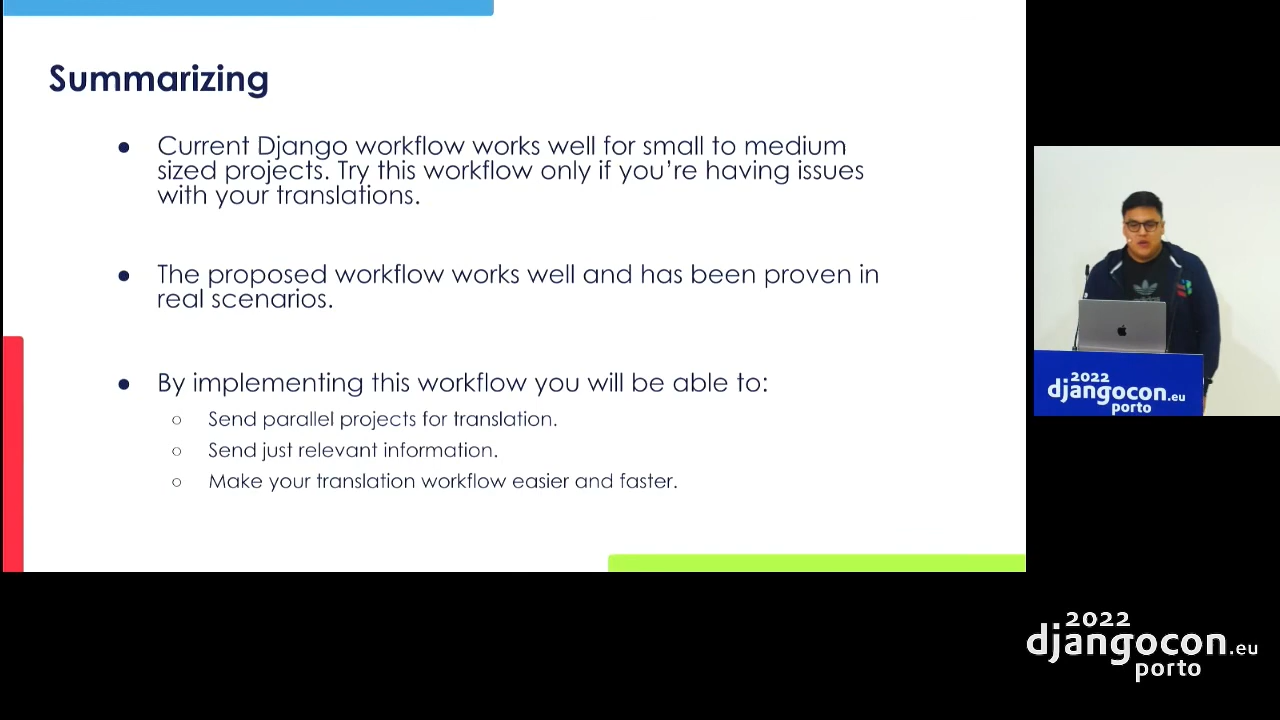 Summarizing
● Current Django workflow works well for small to medium
sized projects. Try this workflow only if you're having issues
with your translations.
● The proposed workflow works well and has been proven in
real scenarios.
● By implementing this workflow you will be able to:
○ Send parallel projects for translation.
○ Send just relevant information.
○ Make your translation workflow easier and faster.
2022
djangocon.eu
porto
2022
djangocon.eu
porto